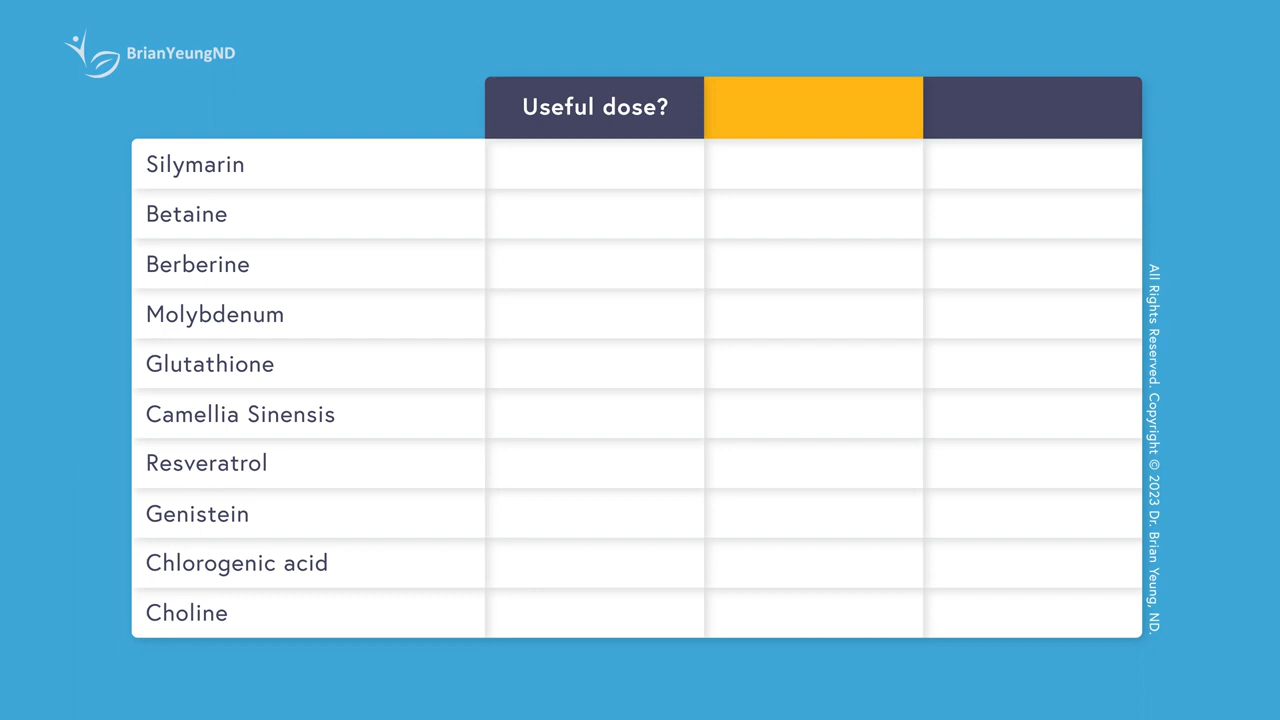 BrianYeungND
Useful dose?
Silymarin
Betaine
Berberine
Molybdenum
Glutathione
Camellia Sinensis
Resveratrol
Genistein
Chlorogenic acid
Choline
All Rights Reserved. Copyright © 2023 Dr. Brian Yeung, ND.